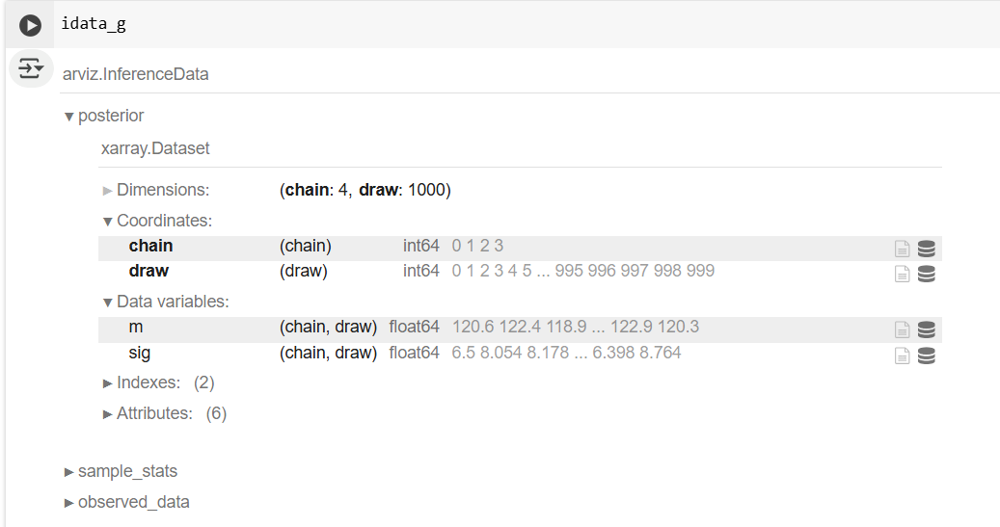 idata_g
arviz.InferenceData
▼ posterior
xarray.Dataset
► Dimensions: (chain: 4, draw: 1000)
▼ Coordinates:
chain (chain) int64 0 1 2 3
draw (draw) int64 0 1 2 3 4 5 ... 995 996 997 998 999
▼ Data variables:
m (chain, draw) float64 120.6 122.4 118.9 ... 122.9 120.3
sig (chain, draw) float64 6.5 8.054 8.178 ... 6.398 8.764
► Indexes: (2)
► Attributes: (6)
► sample_stats
► observed_data